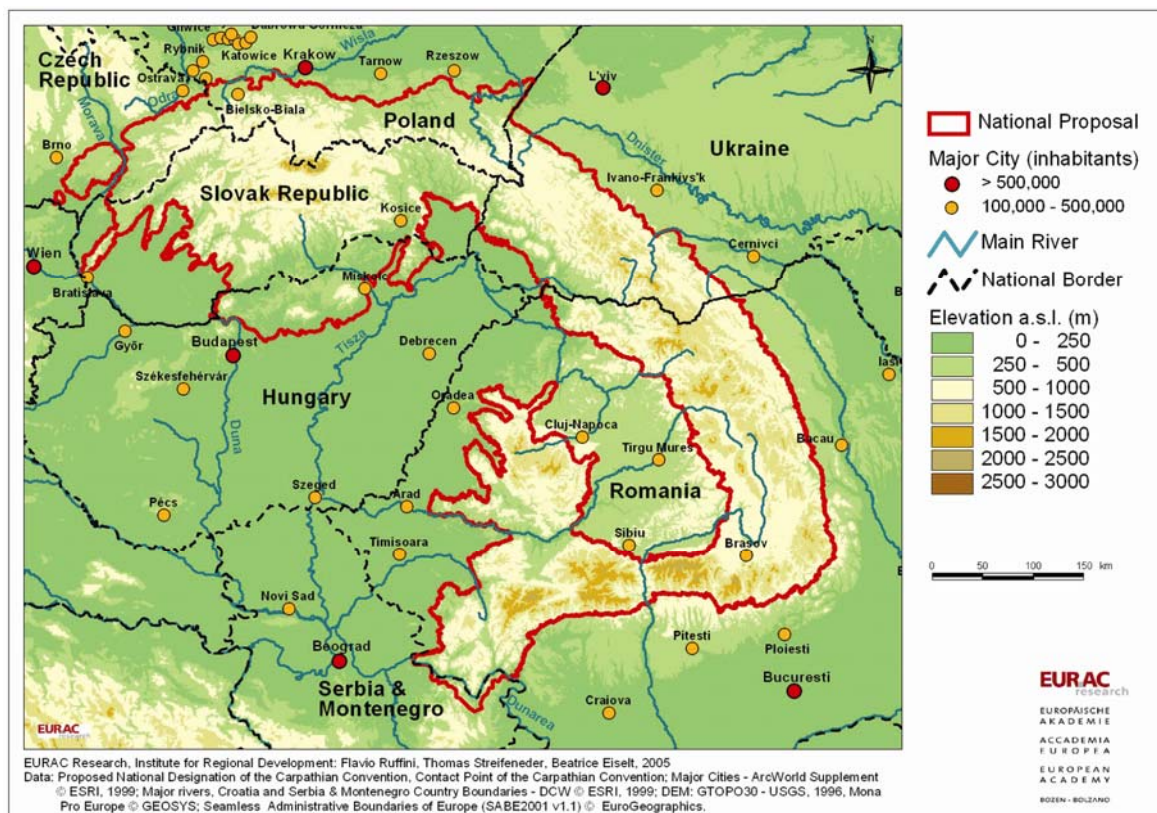 Gliwice
Dabrowa Gornicza
Czech
Republic
Rybnik
Katowice
Krakow
Wisla
Tarnow
Rzeszow
L'viv
N
Ostrava
Odra
Bielsko-Biala
Morava
Poland
Brno
Ukraine
Dnister
Ivano-Frankivs'k
Slovak Republic
Kosice
Cernivci
Wien
Bratislava
Miskolc
Győr
Budapest
Tisza
Debrecen
Iasi
Székesfehérvár
Hungary
Oradea
Duna
Cluj-Napoca
Bacau
Tirgu Mures
Pécs
Szeged
Arad
Romania
Timisoara
Sibiu
Brasov
Novi Sad
Beograd
Pitesti
Ploiesti
Serbia &
Montenegro
Dunarea
Craiova
Bucuresti
EURAC
research
National Proposal
Major City (inhabitants)
> 500,000
100,000 - 500,000
Main River
National Border
Elevation a.s.l. (m)
0 - 250
250 - 500
500 - 1000
1000 - 1500
1500 - 2000
2000 - 2500
2500 - 3000
0 50 100 150 km
EURAC
research
EUROPÄISCHE
AKADEMIE
ACCADEMIA
EUROPEA
EUROPEAN
ACADEMY
BOZEN - BOLZANO
EURAC Research, Institute for Regional Development: Flavio Ruffini, Thomas Streifeneder, Beatrice Eiselt, 2005
Data: Proposed National Designation of the Carpathian Convention, Contact Point of the Carpathian Convention; Major Cities - ArcWorld Supplement
© ESRI, 1999; Major rivers, Croatia and Serbia & Montenegro Country Boundaries - DCW © ESRI, 1999; DEM: GTOPO30 - USGS, 1996, Mona
Pro Europe © GEOSYS; Seamless Administrative Boundaries of Europe (SABE2001 v1.1) © EuroGeographics.